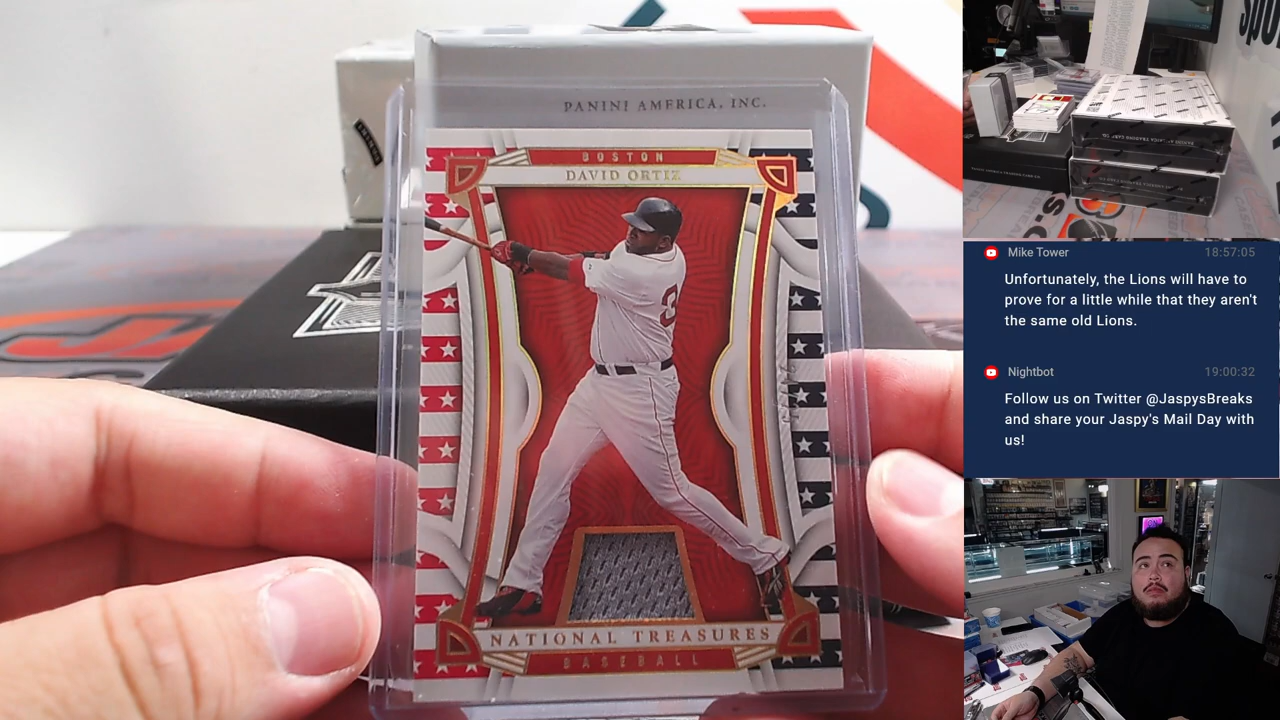 PANINI AMERICA, INC.
BOSTON
DAVID ORTIZ
3
NATIONAL TREASURES
BASEBALL
Mike Tower 18:57:05
Unfortunately, the Lions will have to
prove for a little while that they aren't
the same old Lions.
Nightbot 19:00:32
Follow us on Twitter @JaspysBreaks
and share your Jaspy's Mail Day with
us!